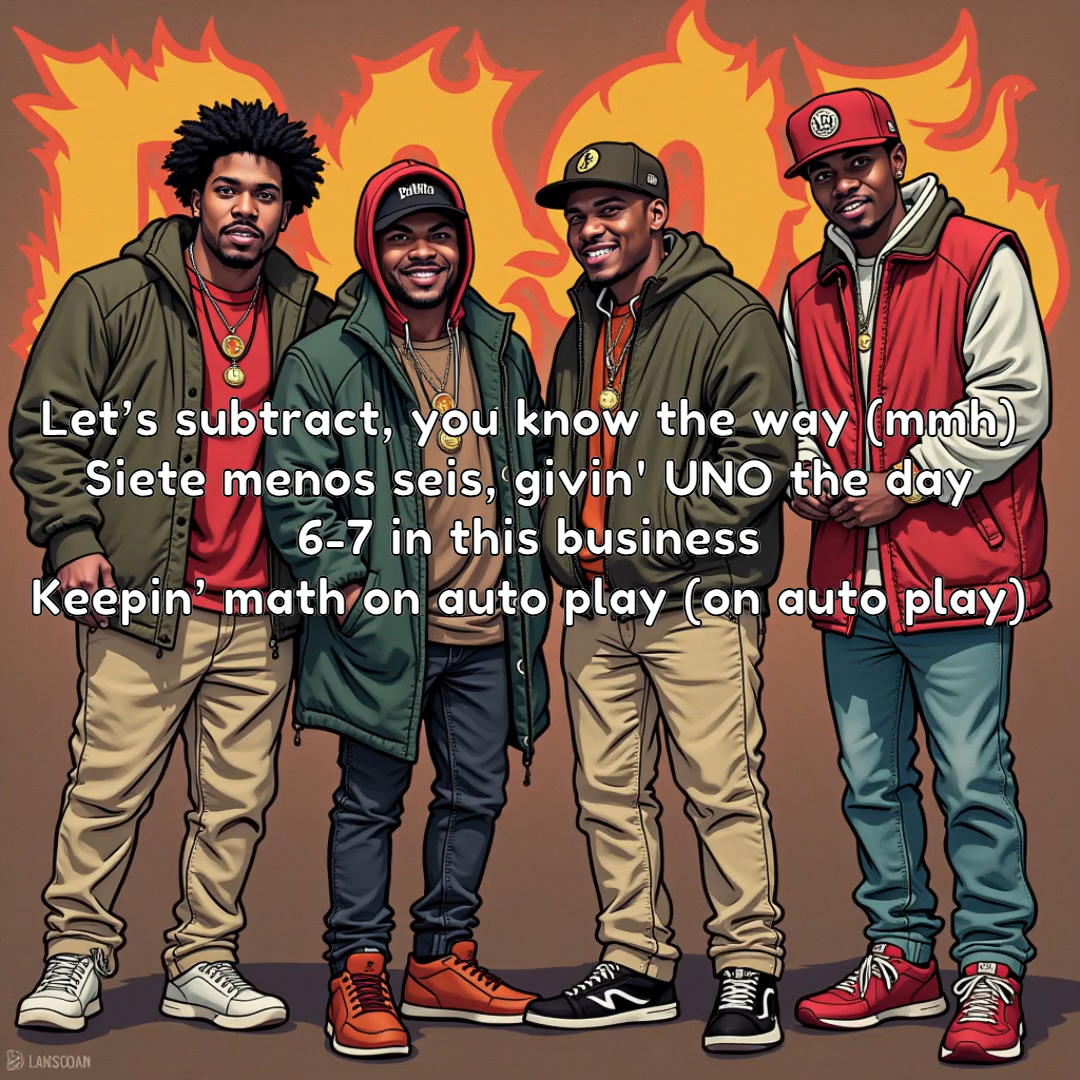 Let’s subtract, you know the way (mmh)
Siete menos seis, givin' UNO the day
6-7 in this business
Keepin’ math on auto play (on auto play)
LANSCOAN